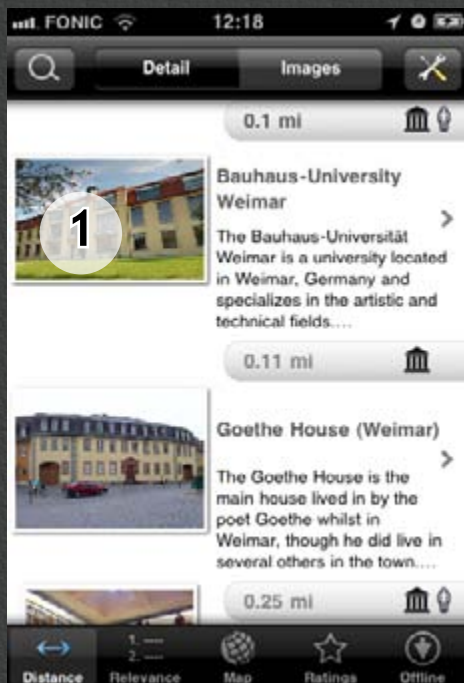 FONIC 12:18
Detail Images
0.1 mi
1
Bauhaus-University
Weimar
The Bauhaus-Universität
Weimar is a university located
in Weimar, Germany and
specializes in the artistic and
technical fields....
0.11 mi
Goethe House (Weimar)
The Goethe House is the
main house lived in by the
poet Goethe whilst in
Weimar, though he did live in
several others in the town....
0.25 mi
1. ----
2. ----
Distance Relevance Map Ratings Offline